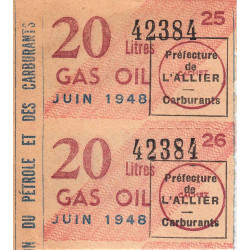 N DU PÉTROLE ET DES CARBURANTS
20 Litres
42384
25
GAS OIL
JUIN 1948
Préfecture
de
L'ALLIER
Carburants
20 Litres
42384
26
GAS OIL
JUIN 1948
Préfecture
de
L'ALLIER
Carburants